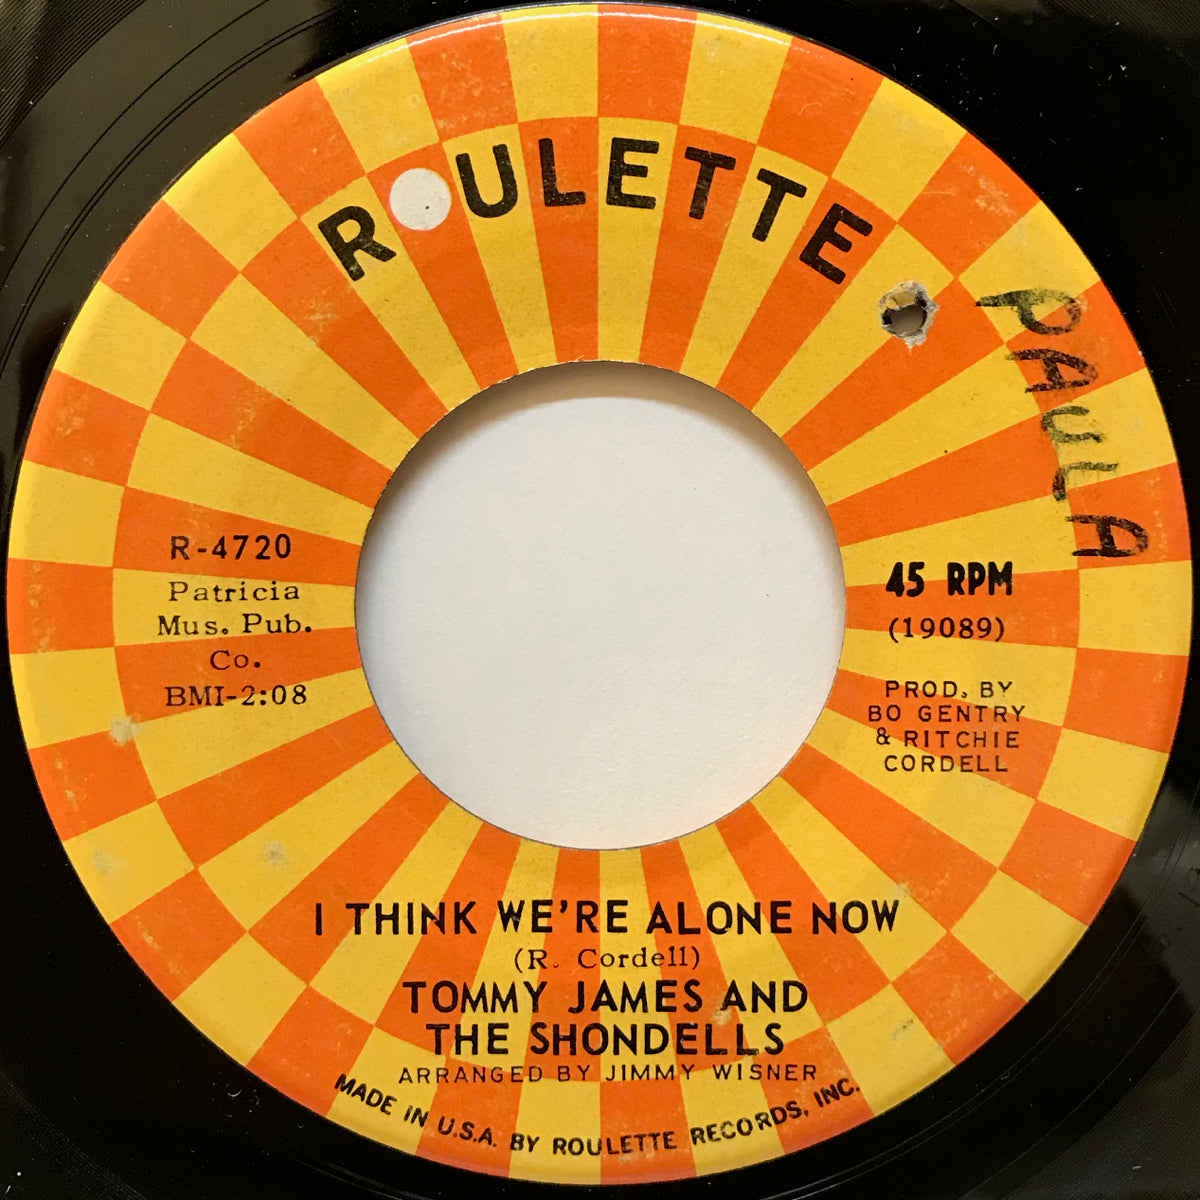 ROULETTE
PAULA
R-4720
Patricia
Mus. Pub.
Co.
BMI-2:08
45 RPM
(19089)
PROD. BY
BO GENTRY
& RITCHIE
CORDELL
I THINK WE'RE ALONE NOW
(R. Cordell)
TOMMY JAMES AND
THE SHONDELLS
ARRANGED BY JIMMY WISNER
MADE IN U.S.A. BY ROULETTE RECORDS, INC.